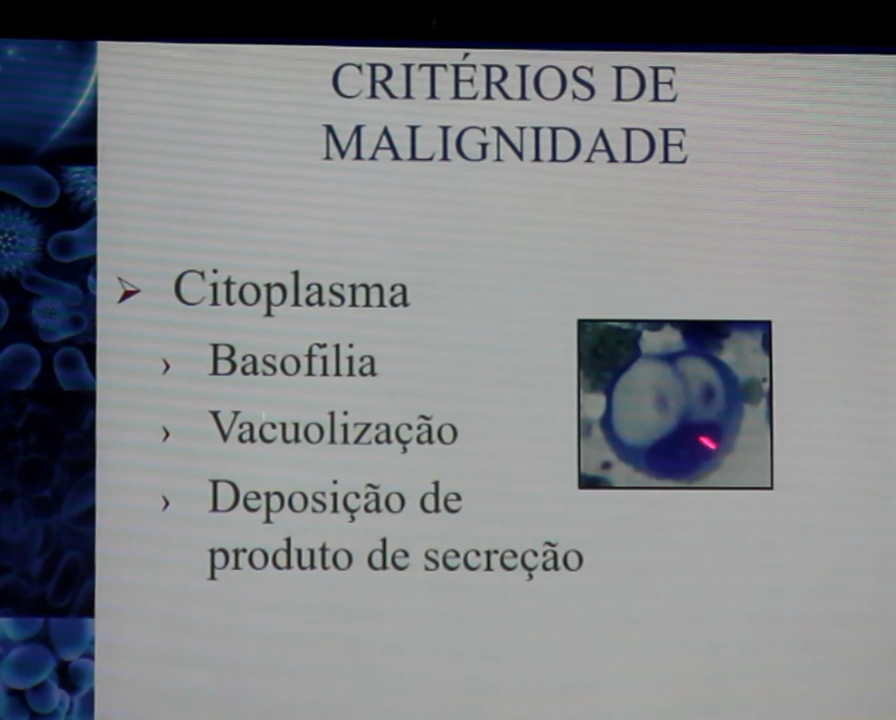 CRITÉRIOS DE
MALIGNIDADE
➢ Citoplasma
› Basofilia
› Vacuolização
› Deposição de
produto de secreção